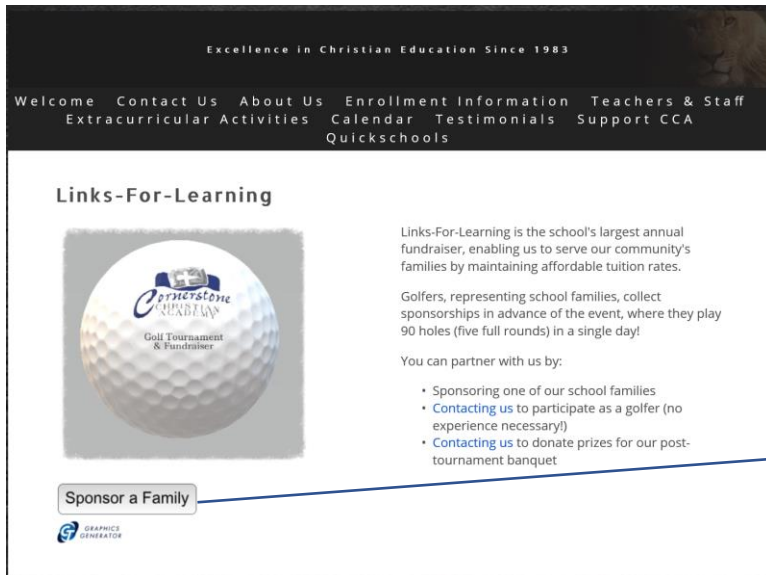 Excellence in Christian Education Since 1983
Welcome Contact Us About Us Enrollment Information Teachers & Staff
Extracurricular Activities Calendar Testimonials Support CCA
Quickschools
Links-For-Learning
Cornerstone
CHRISTIAN
ACADEMY
Golf Tournament
& Fundraiser
Links-For-Learning is the school's largest annual
fundraiser, enabling us to serve our community's
families by maintaining affordable tuition rates.
Golfers, representing school families, collect
sponsorships in advance of the event, where they play
90 holes (five full rounds) in a single day!
You can partner with us by:
• Sponsoring one of our school families
• Contacting us to participate as a golfer (no
experience necessary!)
• Contacting us to donate prizes for our post-
tournament banquet
Sponsor a Family
GRAPHICS
GENERATOR